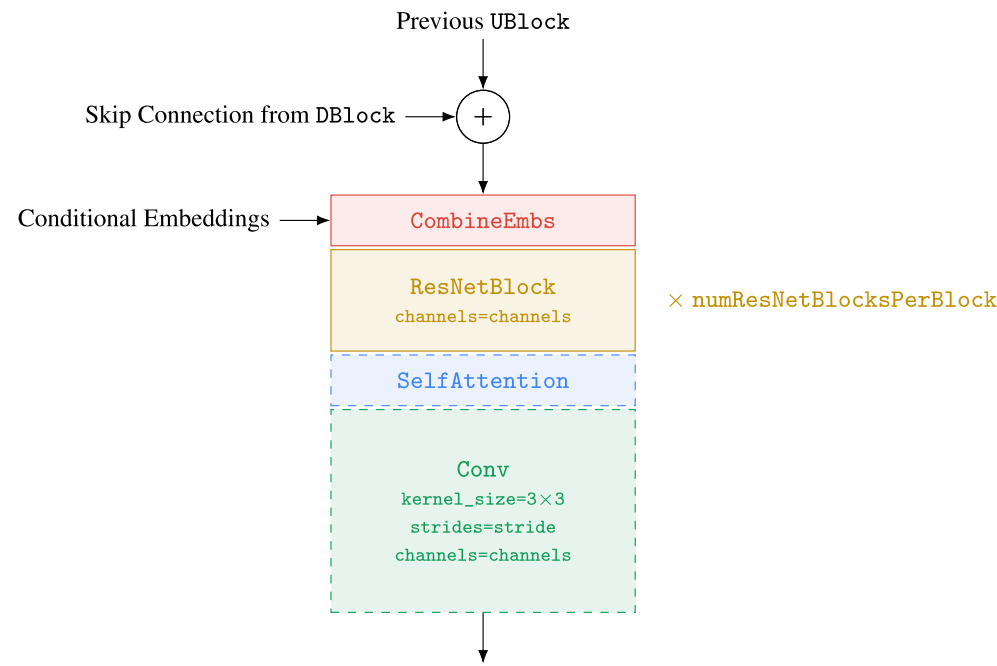 Previous UBlock
Skip Connection from DBlock
+
Conditional Embeddings
CombineEmbs
ResNetBlock
channels=channels
× numResNetBlocksPerBlock
SelfAttention
Conv
kernel_size=3×3
strides=stride
channels=channels